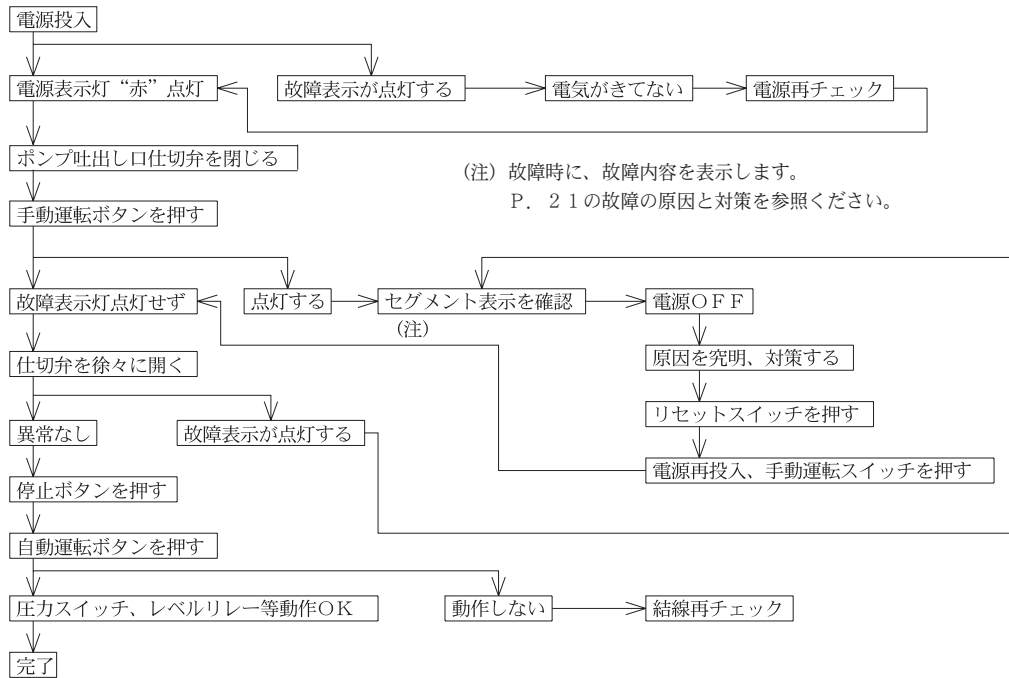 電源投入
電源表示灯“赤”点灯
故障表示が点灯する
電気がきてない
電源再チェック
ポンプ吐出し口仕切弁を閉じる
(注) 故障時に、故障内容を表示します。
P. 21の故障の原因と対策を参照ください。
手動運転ボタンを押す
故障表示灯点灯せず
点灯する
セグメント表示を確認
(注)
電源OFF
仕切弁を徐々に開く
原因を究明、対策する
リセットスイッチを押す
異常なし
故障表示が点灯する
電源再投入、手動運転スイッチを押す
停止ボタンを押す
自動運転ボタンを押す
圧力スイッチ、レベルリレー等動作OK
動作しない
結線再チェック
完了